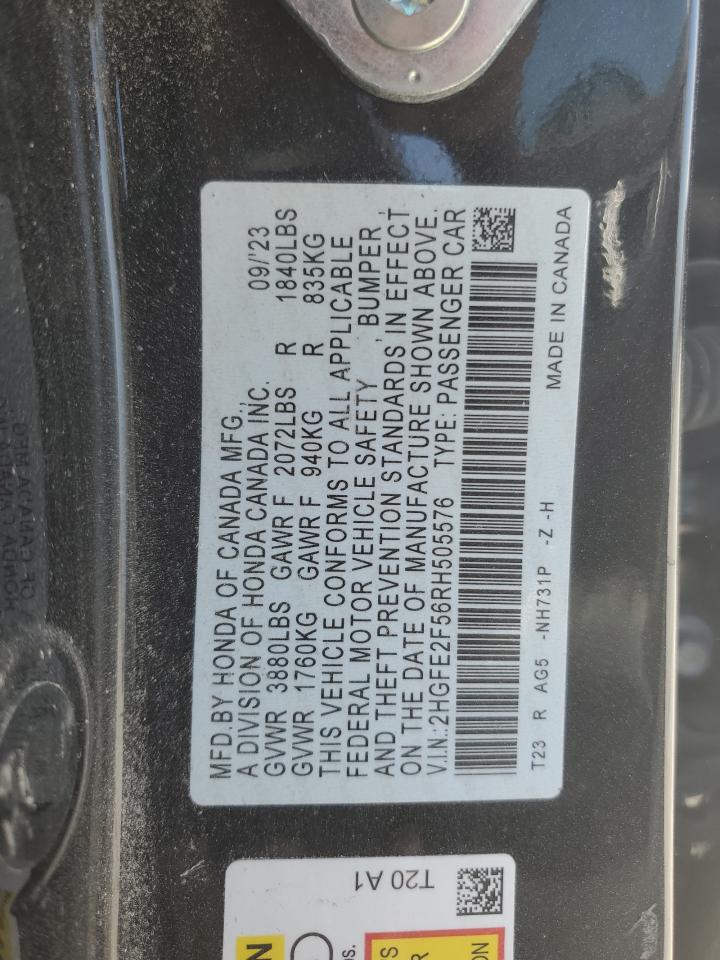 MFD.BY HONDA OF CANADA MFG.,
A DIVISION OF HONDA CANADA INC. 09/'23
GVWR 3880LBS GAWR F 2072LBS R 1840LBS
GVWR 1760KG GAWR F 940KG R 835KG
THIS VEHICLE CONFORMS TO ALL APPLICABLE
FEDERAL MOTOR VEHICLE SAFETY , BUMPER ,
AND THEFT PREVENTION STANDARDS, IN EFFECT
ON THE DATE OF MANUFACTURE SHOWN ABOVE.
V.I.N.:2HGFE2F56RH505576 TYPE: PASSENGER CAR
T23 R AG5 -NH731P -Z -H MADE IN CANADA
T20 A1